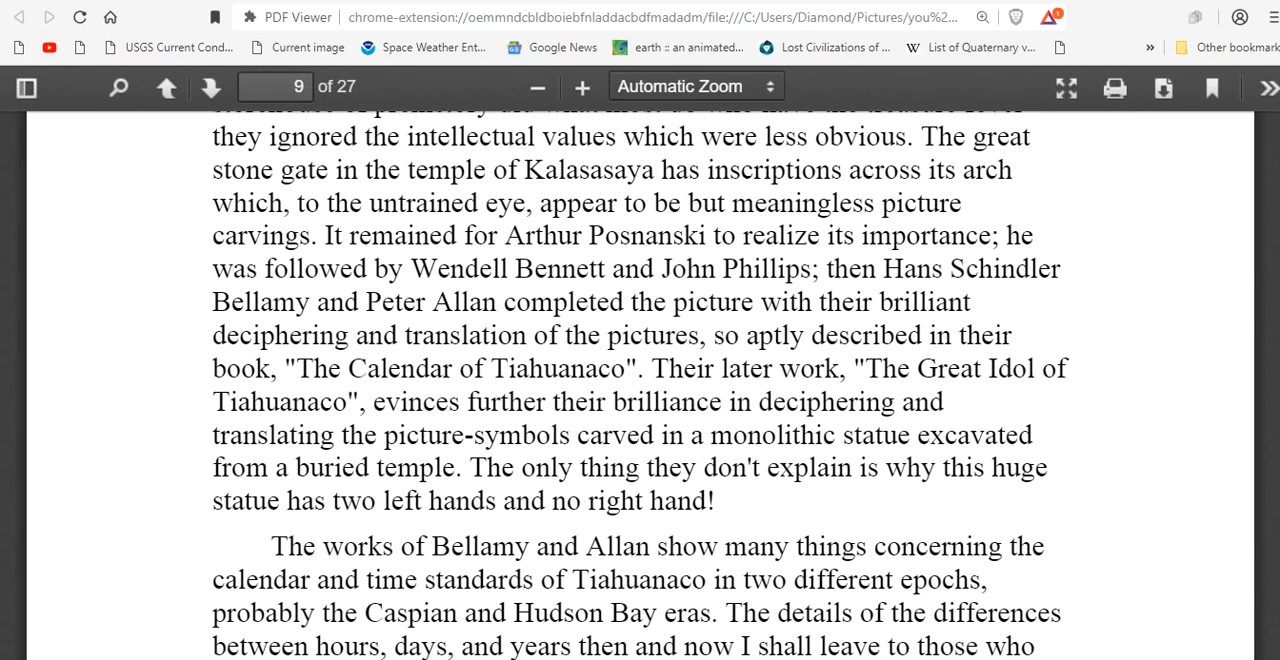 PDF Viewer
chrome-extension://oemmndcbldboiebfnladdacbdfmadadm/file:///C:/Users/Diamond/Pictures/you%2...
1
USGS Current Cond...
Current image
Space Weather Ent...
Google News
earth :: an animated...
Lost Civilizations of ...
W List of Quaternary v...
»
Other bookmark
9 of 27
Automatic Zoom
they ignored the intellectual values which were less obvious. The great
stone gate in the temple of Kalasasaya has inscriptions across its arch
which, to the untrained eye, appear to be but meaningless picture
carvings. It remained for Arthur Posnanski to realize its importance; he
was followed by Wendell Bennett and John Phillips; then Hans Schindler
Bellamy and Peter Allan completed the picture with their brilliant
deciphering and translation of the pictures, so aptly described in their
book, "The Calendar of Tiahuanaco". Their later work, "The Great Idol of
Tiahuanaco", evinces further their brilliance in deciphering and
translating the picture-symbols carved in a monolithic statue excavated
from a buried temple. The only thing they don't explain is why this huge
statue has two left hands and no right hand!
The works of Bellamy and Allan show many things concerning the
calendar and time standards of Tiahuanaco in two different epochs,
probably the Caspian and Hudson Bay eras. The details of the differences
between hours, days, and years then and now I shall leave to those who